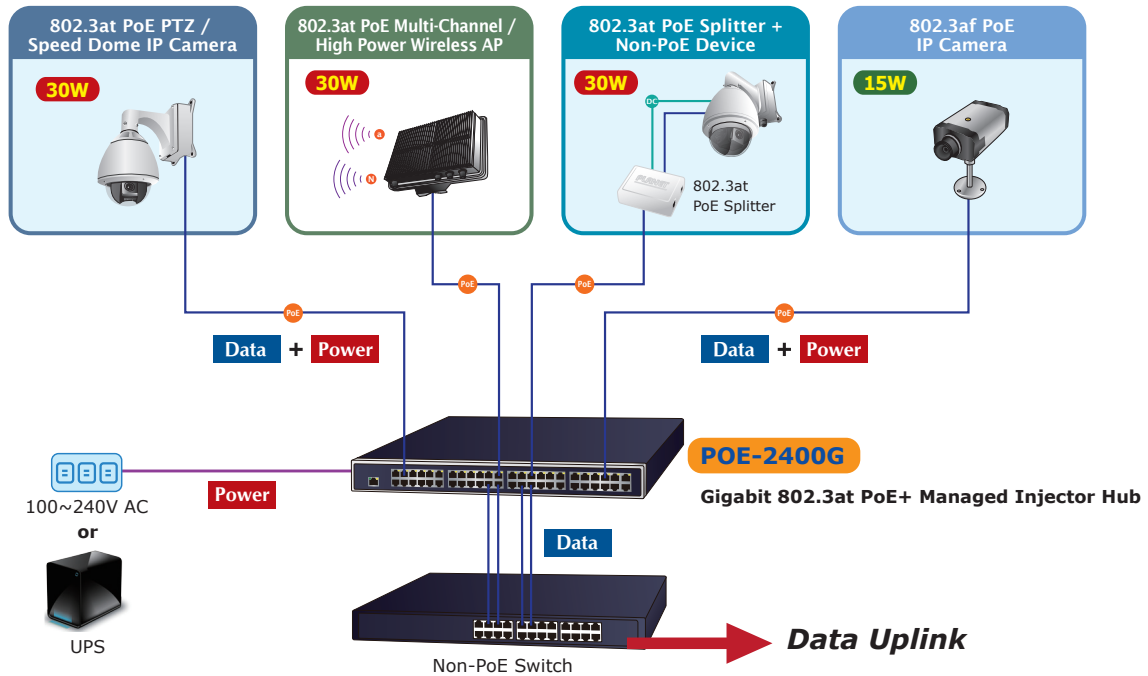 802.3at PoE PTZ /
Speed Dome IP Camera
30W
802.3at PoE Multi-Channel /
High Power Wireless AP
30W
a
N
802.3at PoE Splitter +
Non-PoE Device
30W
DC
PLANET
802.3at
PoE Splitter
802.3af PoE
IP Camera
15W
PoE
PoE
PoE
PoE
Data + Power
Data + Power
POE-2400G
Gigabit 802.3at PoE+ Managed Injector Hub
Power
100~240V AC
or
UPS
Data
Data Uplink
Non-PoE Switch